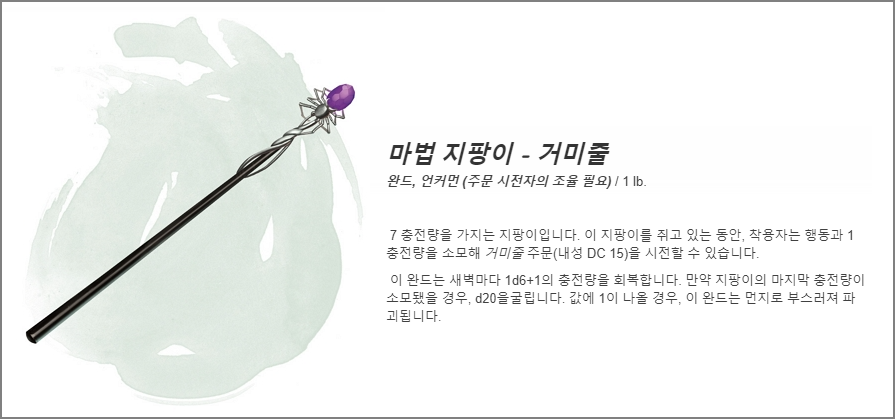 마법 지팡이 - 거미줄
완드, 언커먼 (주문 시전자의 조율 필요) / 1 lb.
7 충전량을 가지는 지팡이입니다. 이 지팡이를 쥐고 있는 동안, 착용자는 행동과 1
충전량을 소모해 거미줄 주문(내성 DC 15)을 시전할 수 있습니다.
이 완드는 새벽마다 1d6+1의 충전량을 회복합니다. 만약 지팡이의 마지막 충전량이
소모됐을 경우, d20을굴립니다. 값에 1이 나올 경우, 이 완드는 먼지로 부스러져 파
괴됩니다.